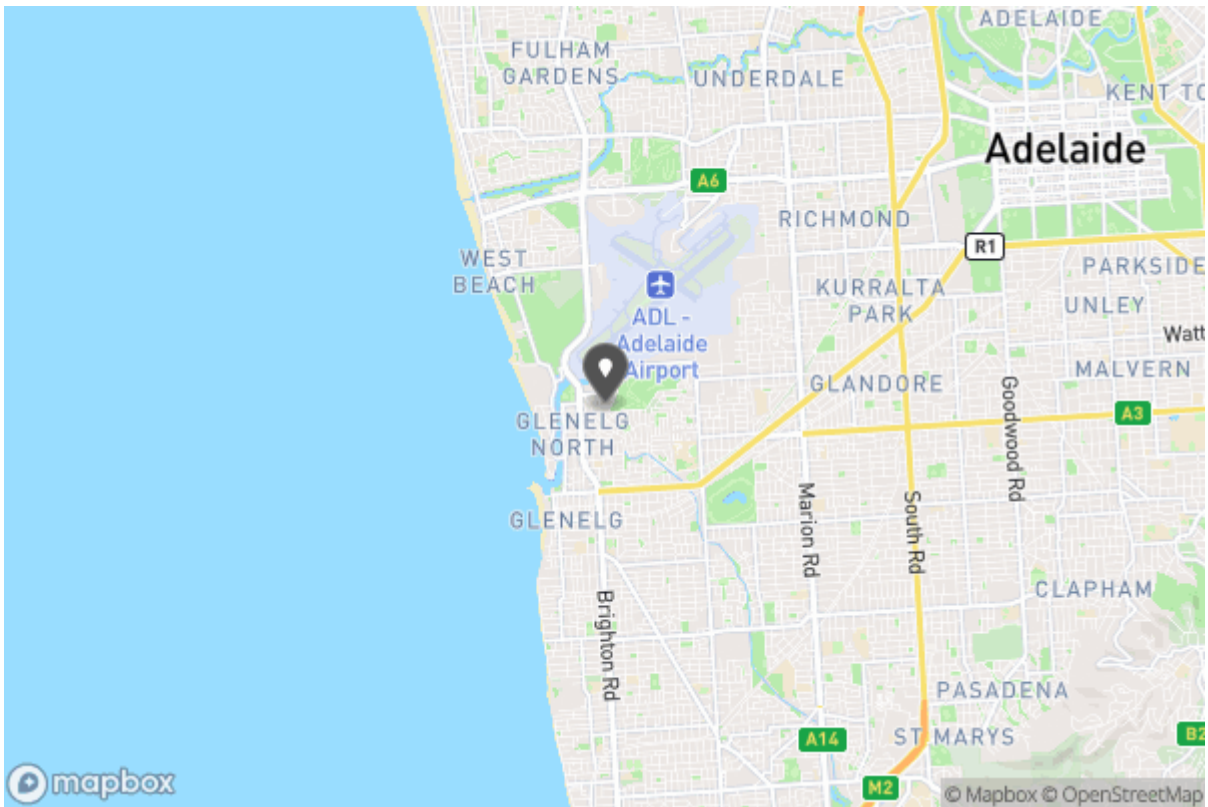 ADELAIDE
FULHAM
GARDENS
UNDERDALE
KENT TO
Adelaide
A6
RICHMOND
R1
WEST
BEACH
PARKSIDE
KURRALTA
PARK
UNLEY
ADL -
Adelaide
Airport
Watt
MALVERN
GLANDORE
Goodwood Rd
A3
GLENELG
NORTH
Marion Rd
South Rd
GLENELG
CLAPHAM
Brighton Rd
PASADENA
A14
ST MARYS
B2
mapbox
M2
© Mapbox © OpenStreetMap